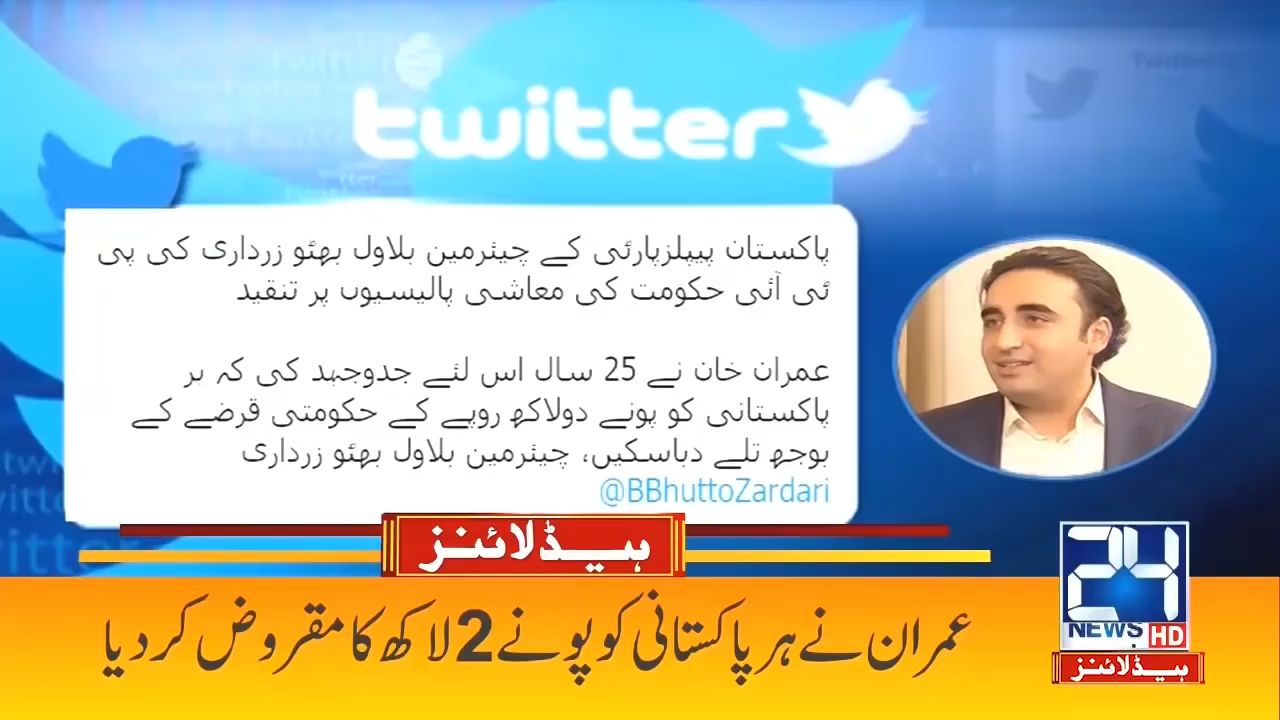 twitter
پاکستان پیپلزپارٹی کے چیئرمین بلاول بھٹو زرداری کی پی
ٹی آئی حکومت کی معاشی پالیسیوں پر تنقید
عمران خان نے 25 سال اس لئے جدوجہد کی کہ ہر
پاکستانی کو پونے دولاکھ روپے کے حکومتی قرضے کے
بوجھ تلے دباسکیں، چیئرمین بلاول بھٹو زرداری
@BBhuttoZardari
ہیڈلائنز
عمران نے ہر پاکستانی کو پونے 2 لاکھ کا مقروض کر دیا
24
NEWS HD
ہیڈلائنز